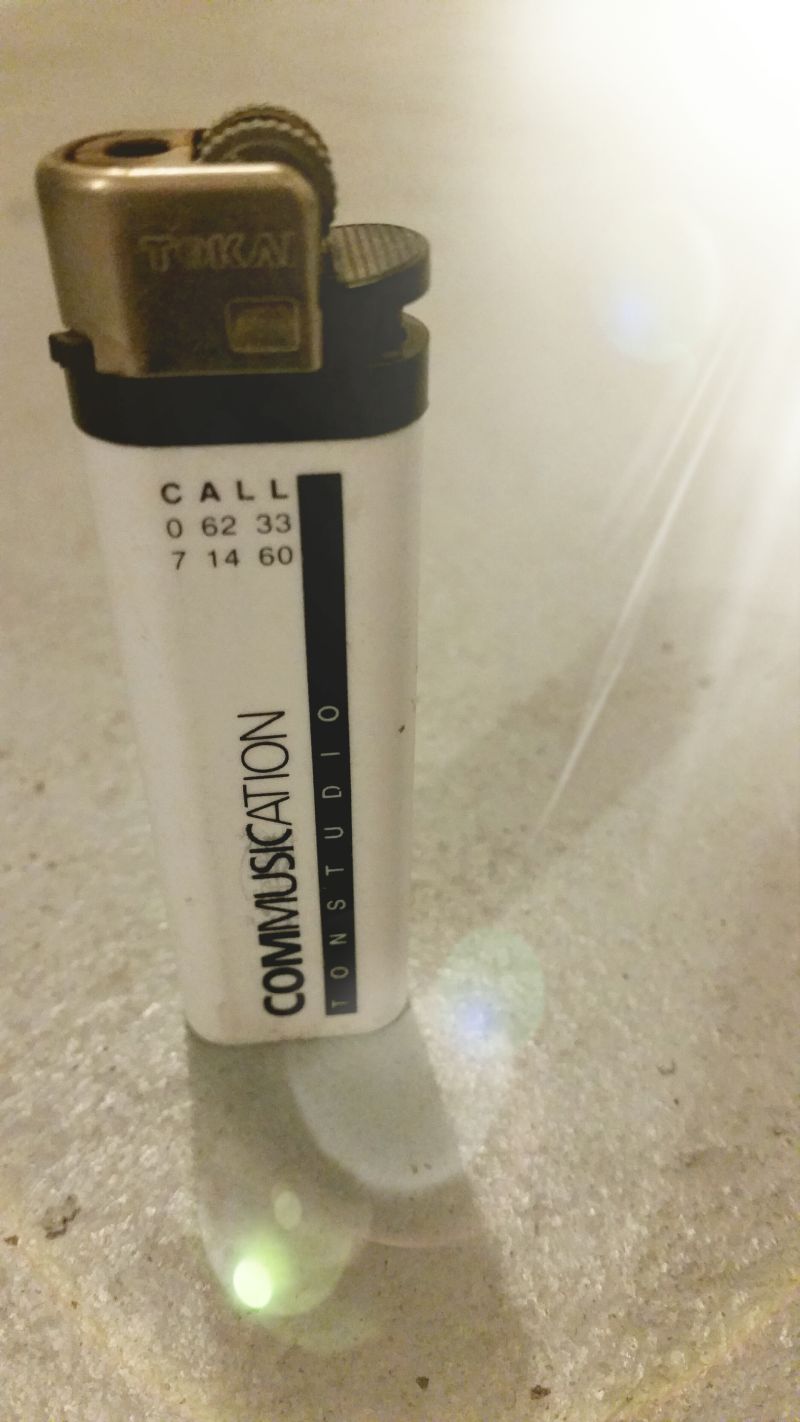 TOKAI
CALL
0 62 33
7 14 60
COMMUSICATION
TONSTUDIO